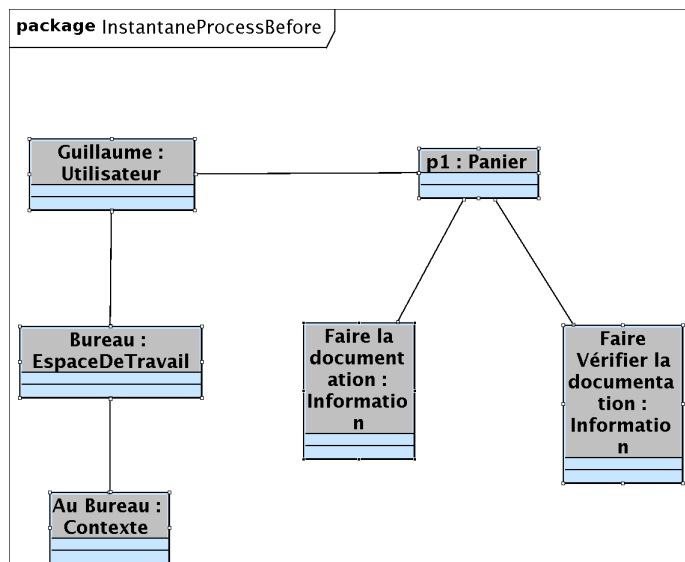 package InstantaneProcessBefore
Guillaume :
Utilisateur
p1 : Panier
Bureau :
EspaceDeTravail
Faire la
document
ation :
Informatio
n
Faire
Vérifier la
documenta
tion :
Informatio
n
Au Bureau :
Contexte